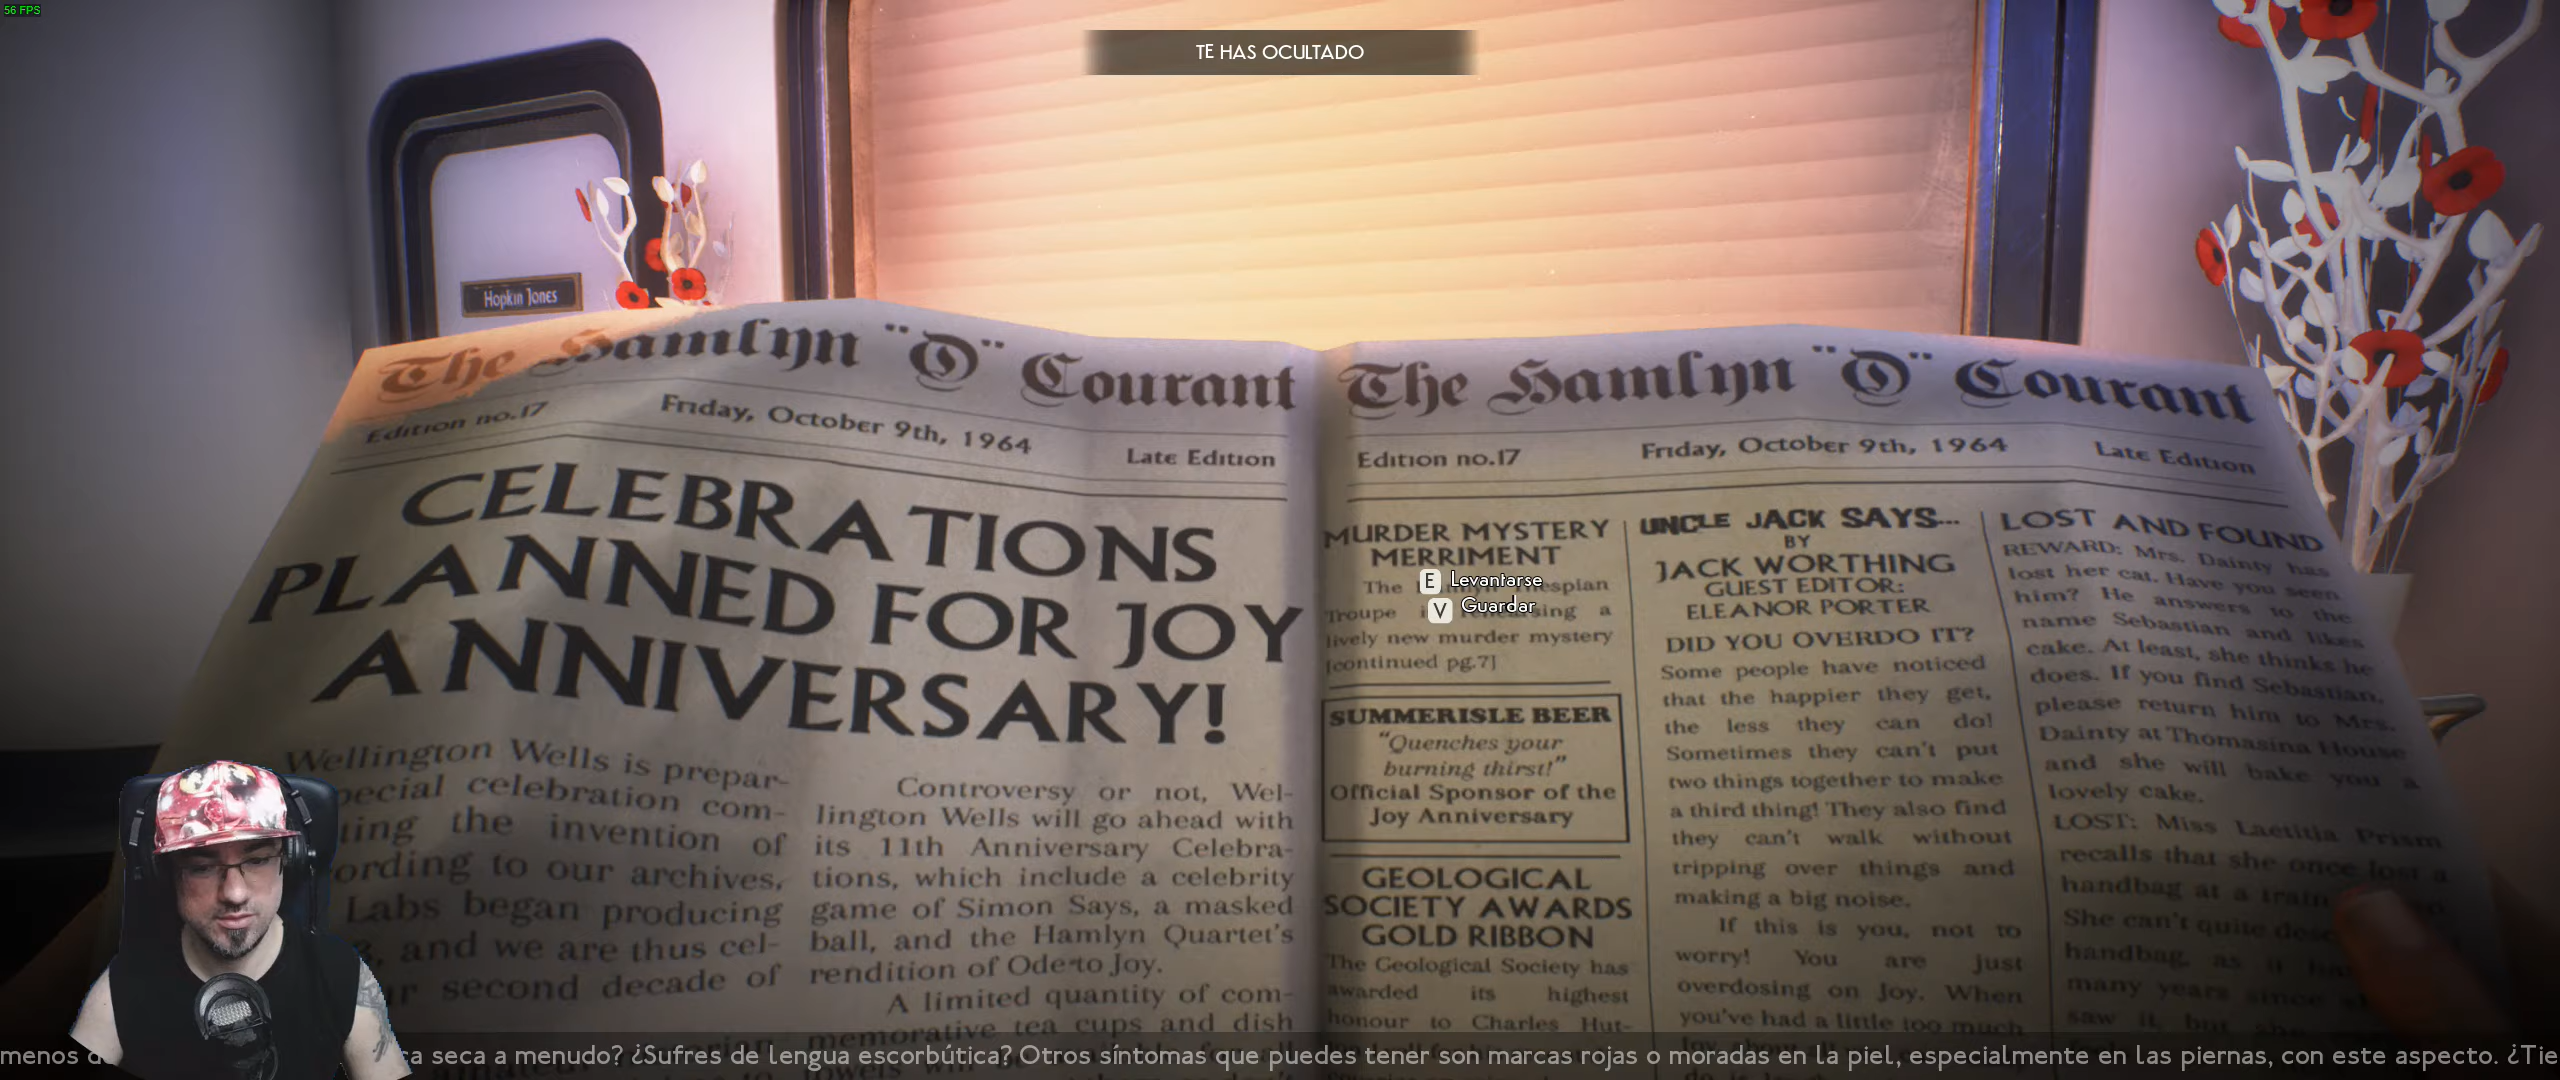 56 FPS
TE HAS OCULTADO
Hopkin Jones
The Hamlyn "O" Courant
Edition no.17
Friday, October 9th, 1964
Late Edition
CELEBRATIONS
PLANNED FOR JOY
ANNIVERSARY!
Wellington Wells is prepar-
special celebration com-
ting the invention of
ording to our archives,
Labs began producing
and we are thus cel-
second decade of
Controversy or not, Wel-
lington Wells will go ahead with
its 11th Anniversary Celebra-
tions, which include a celebrity
game of Simon Says, a masked
ball, and the Hamlyn Quartet's
rendition of Ode to Joy.
A limited quantity of com-
memorative tea cups and dish
The Hamlyn "O" Courant
Edition no.17
Friday, October 9th, 1964
Late Edition
MURDER MYSTERY
MERRIMENT
The
espian
Troupe
a
lively new murder mystery
[continued pg.7]
E Levantarse
V Guardar
SUMMERISLE BEER
"Quenches your
burning thirst!"
Official Sponsor of the
Joy Anniversary
GEOLOGICAL
SOCIETY AWARDS
GOLD RIBBON
The Geological Society has
awarded its highest
honour to Charles Hut-
UNCLE JACK SAYS...
BY
JACK WORTHING
GUEST EDITOR:
ELEANOR PORTER
DID YOU OVERDO IT?
Some people have noticed
that the happier they get,
the less they can do!
Sometimes they can't put
two things together to make
a third thing! They also find
they can't walk without
tripping over things and
making a big noise.
If this is you, not to
worry! You are just
overdosing on Joy. When
you've had a little too much
LOST AND FOUND
REWARD: Mrs. Dainty has
lost her cat. Have you seen
him? He answers to the
name Sebastian and likes
cake. At least, she thinks he
does. If you find Sebastian,
please return him to Mrs.
Dainty at Thomasina House
and she will bake you a
lovely cake.
LOST: Miss Laetitia Prism
recalls that she once lost a
handbag at a train
She can't quite
handbag, as it
many years since
saw it, but
menos
ca seca a menudo? ¿Sufres de lengua escorbútica? Otros síntomas que puedes tener son marcas rojas o moradas en la piel, especialmente en las piernas, con este aspecto. ¿Tie